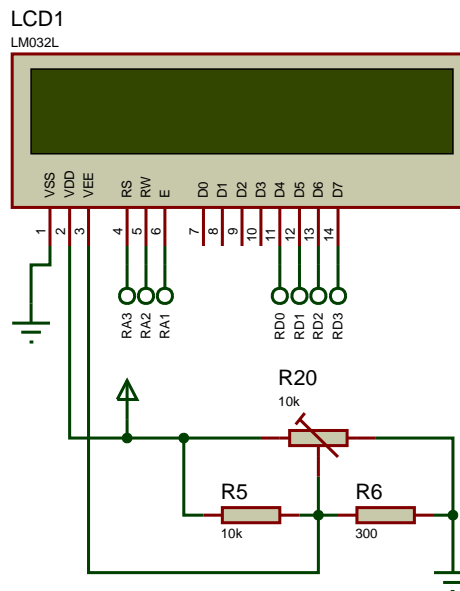 LCD1
LM032L
VSS VDD VEE RS RW E D0 D1 D2 D3 D4 D5 D6 D7
1 2 3 4 5 6 7 8 9 10 11 12 13 14
RA3 RA2 RA1 RD0 RD1 RD2 RD3
R20
10k
R5 R6
10k 300